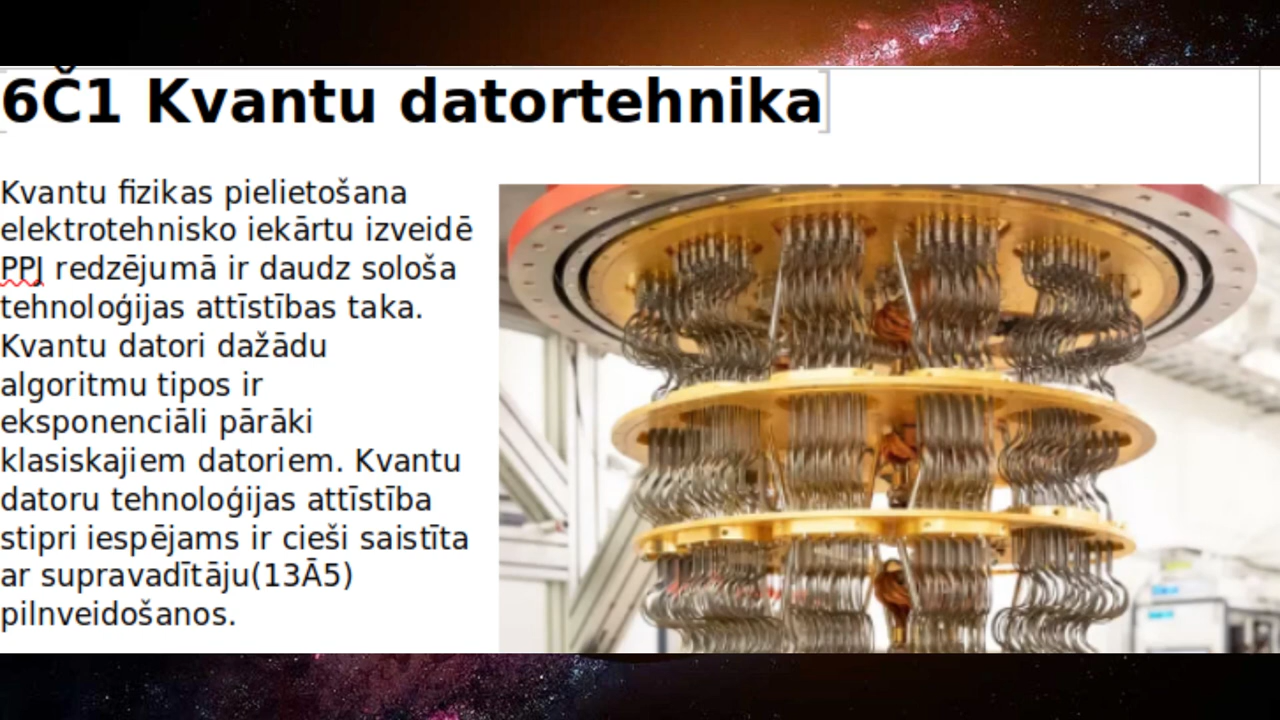 6Č1 Kvantu datortehnika
Kvantu fizikas pielietošana
elektrotehnisko iekārtu izveidē
PPJ redzējumā ir daudz sološa
tehnoloģijas attīstības taka.
Kvantu datori dažādu
algoritmu tipos ir
eksponenciāli pārāki
klasiskajiem datoriem. Kvantu
datoru tehnoloģijas attīstība
stipri iespējams ir cieši saistīta
ar supravadītāju(13Ā5)
pilnveidošanos.